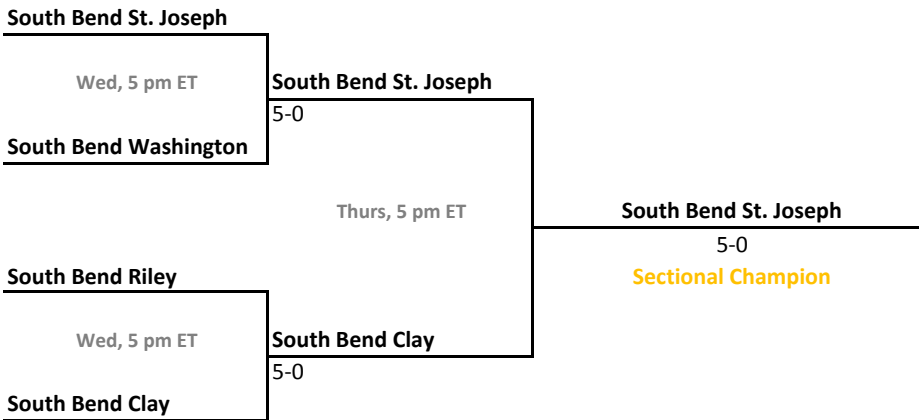 South Bend St. Joseph
Wed, 5 pm ET
South Bend St. Joseph
5-0
South Bend Washington
Thurs, 5 pm ET
South Bend St. Joseph
5-0
Sectional Champion
South Bend Riley
Wed, 5 pm ET
South Bend Clay
5-0
South Bend Clay